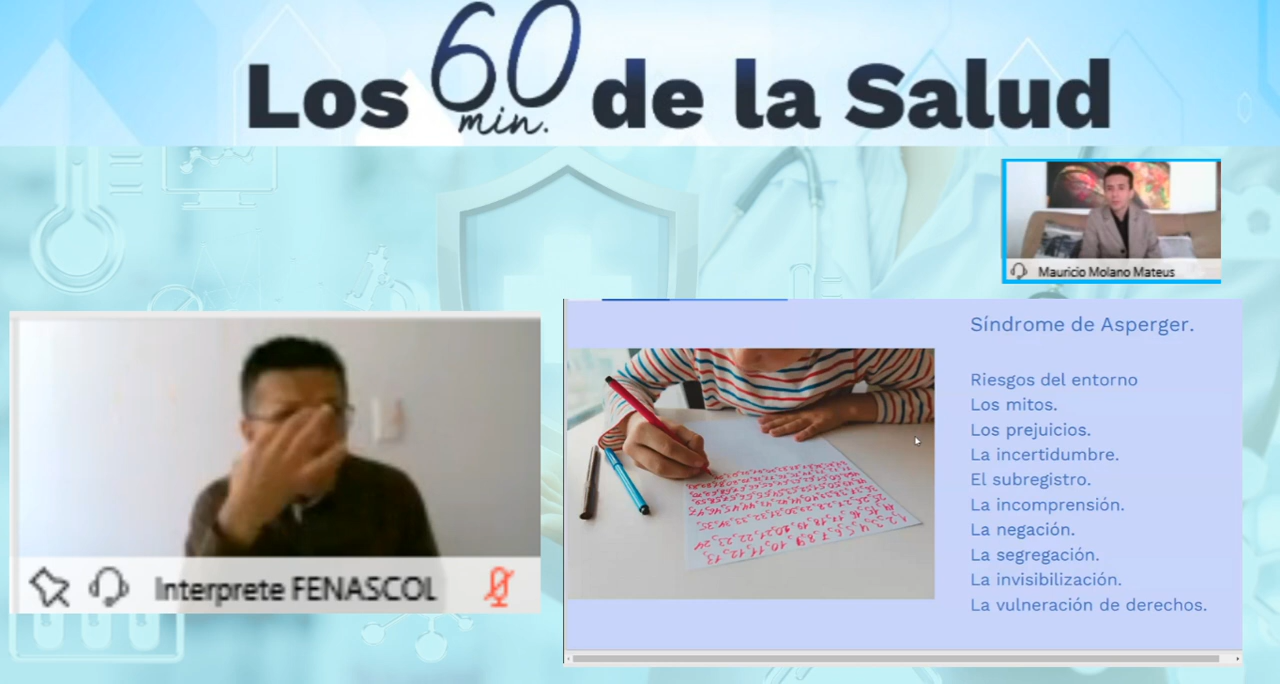 Los 60 min. de la Salud
Mauricio Molano Mateus
Interprete FENASCOL
Síndrome de Asperger.
Riesgos del entorno
Los mitos.
Los prejuicios.
La incertidumbre.
El subregistro.
La incomprensión.
La negación.
La segregación.
La invisibilización.
La vulneración de derechos.